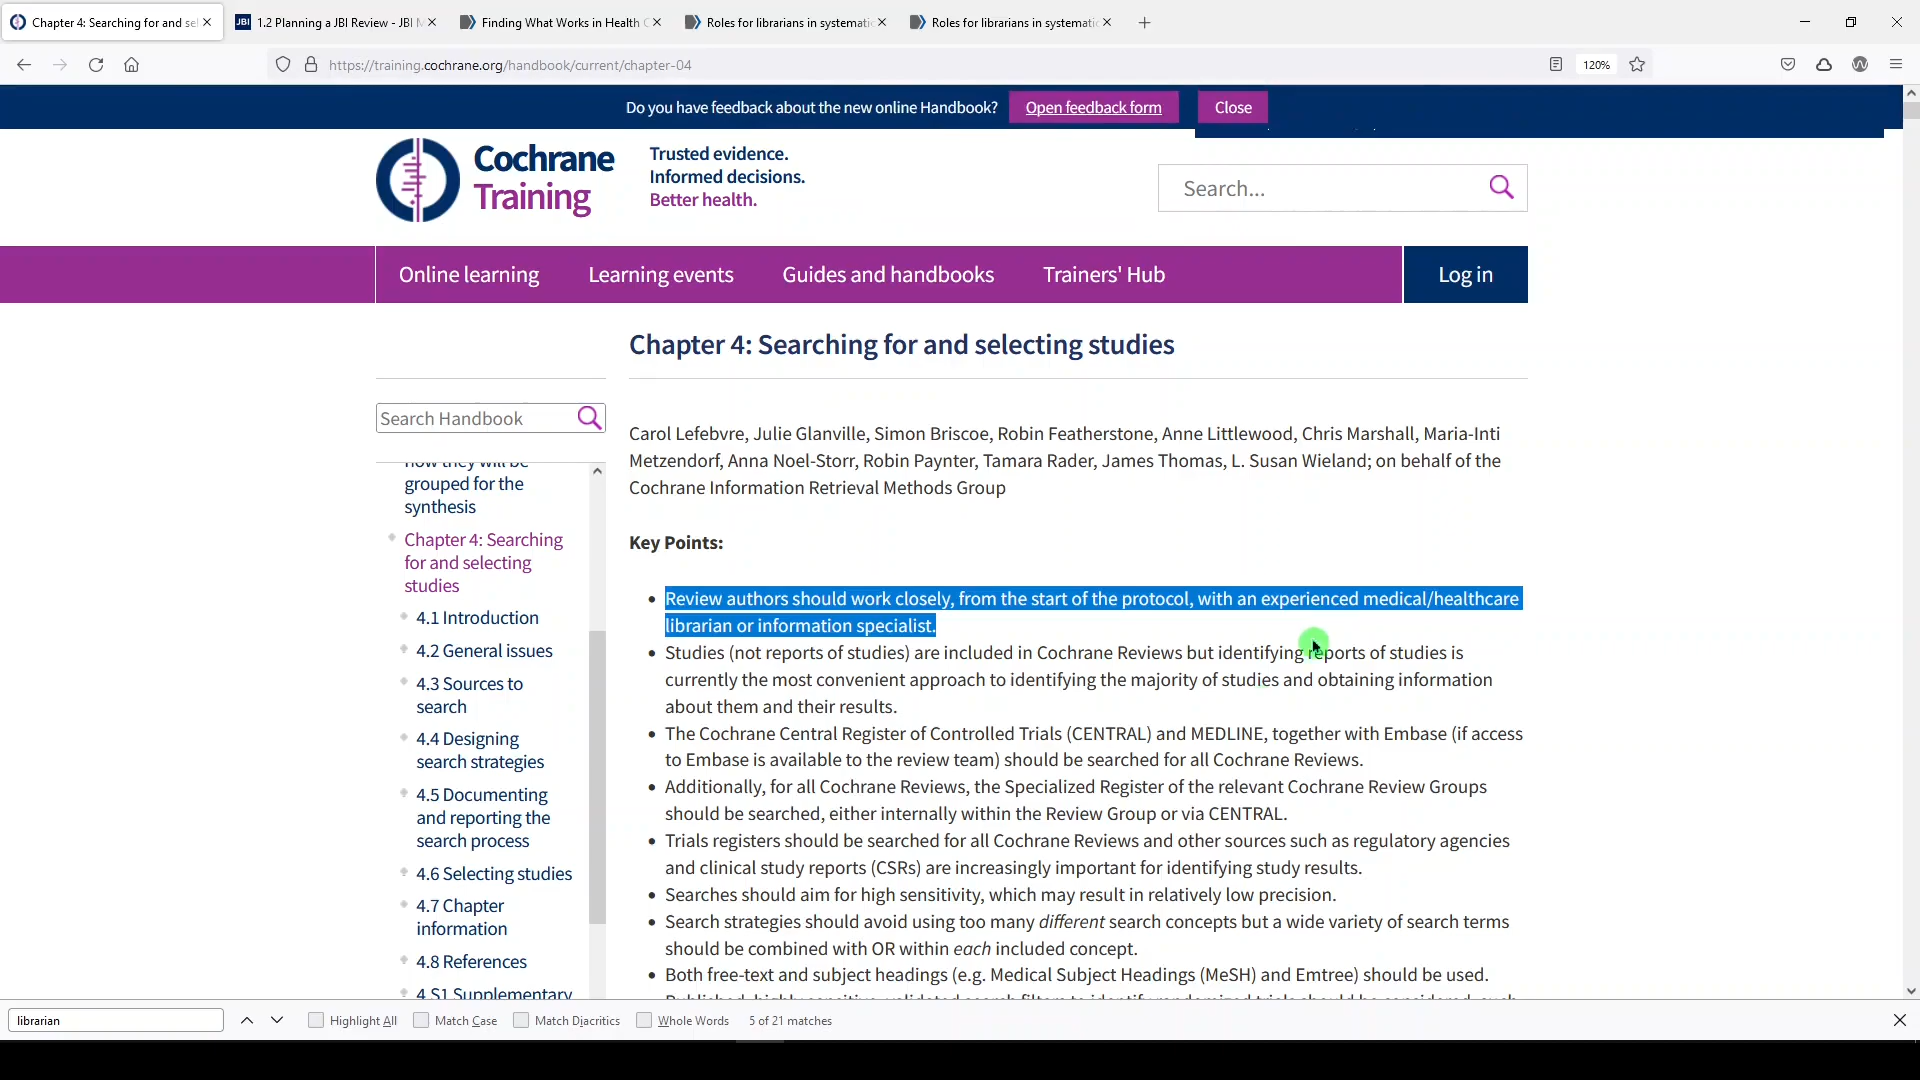 Chapter 4: Searching for and se
1.2 Planning a JBI Review - JBI M
Finding What Works in Health C
Roles for librarians in systematic
Roles for librarians in systematic
https://training.cochrane.org/handbook/current/chapter-04
120%
Do you have feedback about the new online Handbook? Open feedback form Close
Cochrane
Training
Trusted evidence.
Informed decisions.
Better health.
Search...
Online learning Learning events Guides and handbooks Trainers' Hub Log in
Chapter 4: Searching for and selecting studies
Search Handbook
how they will be
grouped for the
synthesis
Chapter 4: Searching
for and selecting
studies
4.1 Introduction
4.2 General issues
4.3 Sources to
search
4.4 Designing
search strategies
4.5 Documenting
and reporting the
search process
4.6 Selecting studies
4.7 Chapter
information
4.8 References
4.S1 Supplementary
Carol Lefebvre, Julie Glanville, Simon Briscoe, Robin Featherstone, Anne Littlewood, Chris Marshall, Maria-Inti
Metzendorf, Anna Noel-Storr, Robin Paynter, Tamara Rader, James Thomas, L. Susan Wieland; on behalf of the
Cochrane Information Retrieval Methods Group
Key Points:
• Review authors should work closely, from the start of the protocol, with an experienced medical/healthcare
librarian or information specialist.
• Studies (not reports of studies) are included in Cochrane Reviews but identifying reports of studies is
currently the most convenient approach to identifying the majority of studies and obtaining information
about them and their results.
• The Cochrane Central Register of Controlled Trials (CENTRAL) and MEDLINE, together with Embase (if access
to Embase is available to the review team) should be searched for all Cochrane Reviews.
• Additionally, for all Cochrane Reviews, the Specialized Register of the relevant Cochrane Review Groups
should be searched, either internally within the Review Group or via CENTRAL.
• Trials registers should be searched for all Cochrane Reviews and other sources such as regulatory agencies
and clinical study reports (CSRs) are increasingly important for identifying study results.
• Searches should aim for high sensitivity, which may result in relatively low precision.
• Search strategies should avoid using too many different search concepts but a wide variety of search terms
should be combined with OR within each included concept.
• Both free-text and subject headings (e.g. Medical Subject Headings (MeSH) and Emtree) should be used.
librarian Highlight All Match Case Match Diacritics Whole Words 5 of 21 matches